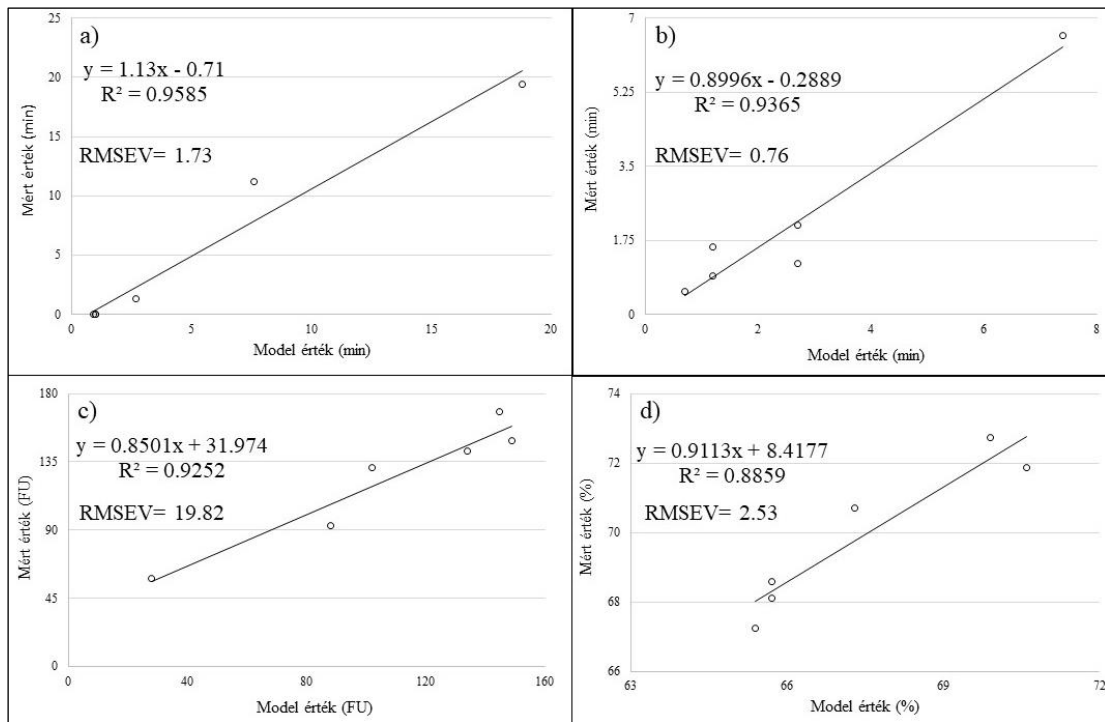 a)
y = 1.13x - 0.71
R² = 0.9585
RMSEV= 1.73
Mért érték (min)
25
20
15
10
5
0
0 5 10 15 20
Model érték (min)
b)
y = 0.8996x - 0.2889
R² = 0.9365
RMSEV= 0.76
Mért érték (min)
7
5.25
3.5
1.75
0
0 2 4 6 8
Model érték (min)
c)
y = 0.8501x + 31.974
R² = 0.9252
RMSEV= 19.82
Mért érték (FU)
180
135
90
45
0
0 40 80 120 160
Model érték (FU)
d)
y = 0.9113x + 8.4177
R² = 0.8859
RMSEV= 2.53
Mért érték (%)
74
72
70
68
66
63 66 69 72
Model érték (%)